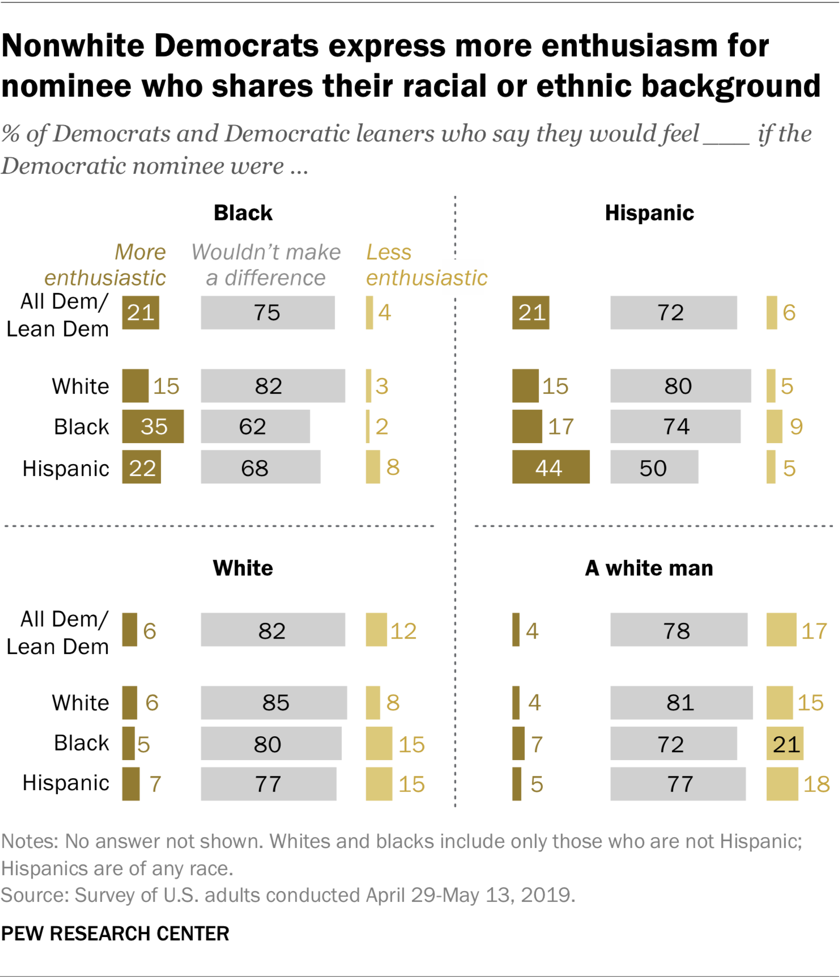 Nonwhite Democrats express more enthusiasm for
nominee who shares their racial or ethnic background
% of Democrats and Democratic leaners who say they would feel ___ if the
Democratic nominee were ...
Black
More enthusiastic
Wouldn't make a difference
Less enthusiastic
All Dem/
Lean Dem 21 75 4
White 15 82 3
Black 35 62 2
Hispanic 22 68 8
Hispanic
21 72 6
15 80 5
17 74 9
44 50 5
White
All Dem/
Lean Dem 6 82 12
White 6 85 8
Black 5 80 15
Hispanic 7 77 15
A white man
4 78 17
4 81 15
7 72 21
5 77 18
Notes: No answer not shown. Whites and blacks include only those who are not Hispanic;
Hispanics are of any race.
Source: Survey of U.S. adults conducted April 29-May 13, 2019.
PEW RESEARCH CENTER